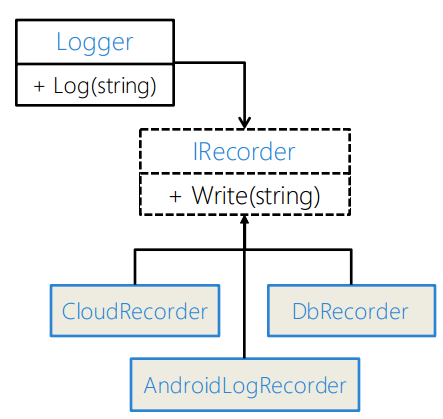 Logger
+ Log(string)
IRecorder
+ Write(string)
CloudRecorder
DbRecorder
AndroidLogRecorder